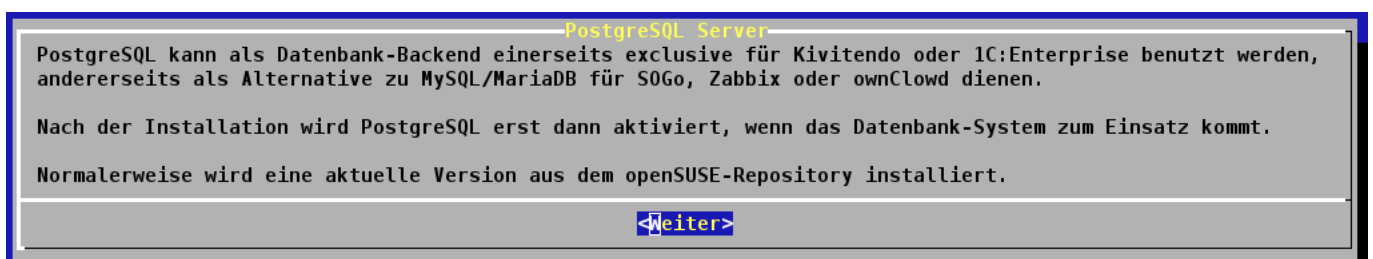 PostgreSQL Server
PostgreSQL kann als Datenbank-Backend einerseits exclusive für Kivitendo oder 1C:Enterprise benutzt werden,
andererseits als Alternative zu MySQL/MariaDB für SOGo, Zabbix oder ownClowd dienen.
Nach der Installation wird PostgreSQL erst dann aktiviert, wenn das Datenbank-System zum Einsatz kommt.
Normalerweise wird eine aktuelle Version aus dem openSUSE-Repository installiert.
<Weiter>